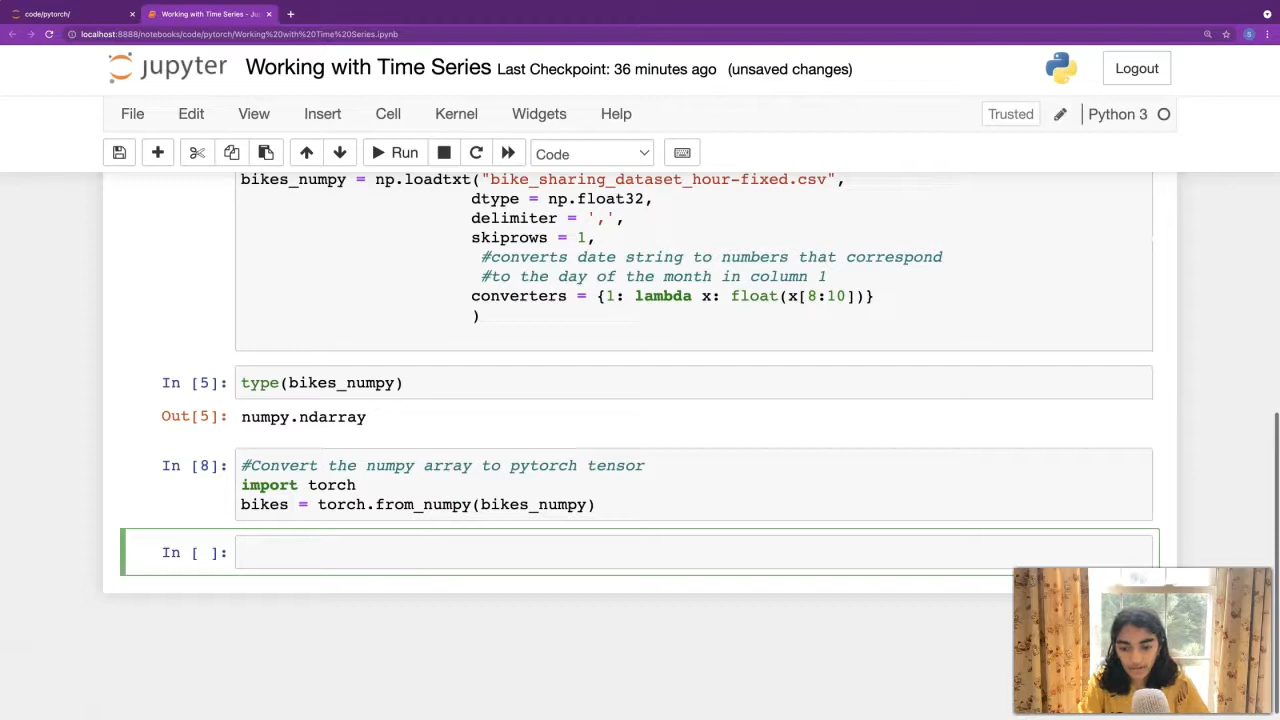 code/pytorch/
Working with Time Series - Ju
localhost:8888/notebooks/code/pytorch/Working%20with%20Time%20Series.ipynb
S
jupyter Working with Time Series Last Checkpoint: 36 minutes ago (unsaved changes)
Logout
File Edit View Insert Cell Kernel Widgets Help
Trusted
Python 3
Run
Code
bikes_numpy = np.loadtxt("bike_sharing_dataset_hour-fixed.csv",
dtype = np.float32,
delimiter = ',',
skiprows = 1,
#converts date string to numbers that correspond
#to the day of the month in column 1
converters = {1: lambda x: float(x[8:10])}
)
In [5]: type(bikes_numpy)
Out[5]: numpy.ndarray
In [8]: #Convert the numpy array to pytorch tensor
import torch
bikes = torch.from_numpy(bikes_numpy)
In [ ]: